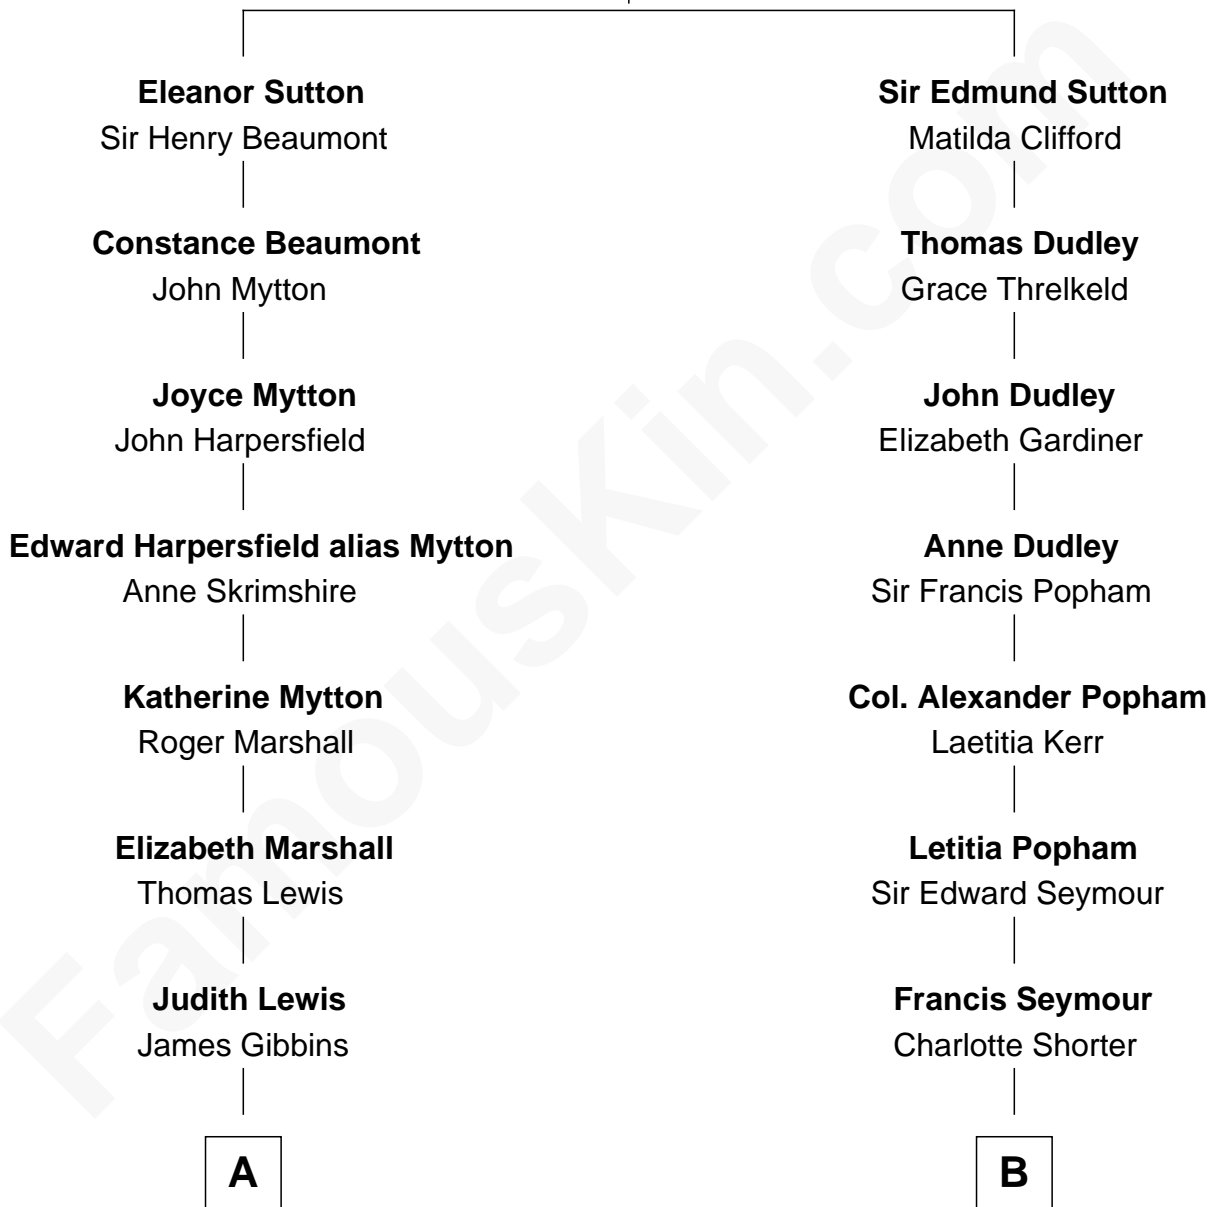 Eleanor Sutton
Sir Henry Beaumont
Constance Beaumont
John Mytton
Joyce Mytton
John Harpersfield
Edward Harpersfield alias Mytton
Anne Skrimshire
Katherine Mytton
Roger Marshall
Elizabeth Marshall
Thomas Lewis
Judith Lewis
James Gibbins
A
Sir Edmund Sutton
Matilda Clifford
Thomas Dudley
Grace Threlkeld
John Dudley
Elizabeth Gardiner
Anne Dudley
Sir Francis Popham
Col. Alexander Popham
Laetitia Kerr
Letitia Popham
Sir Edward Seymour
Francis Seymour
Charlotte Shorter
B
FamousKin.com